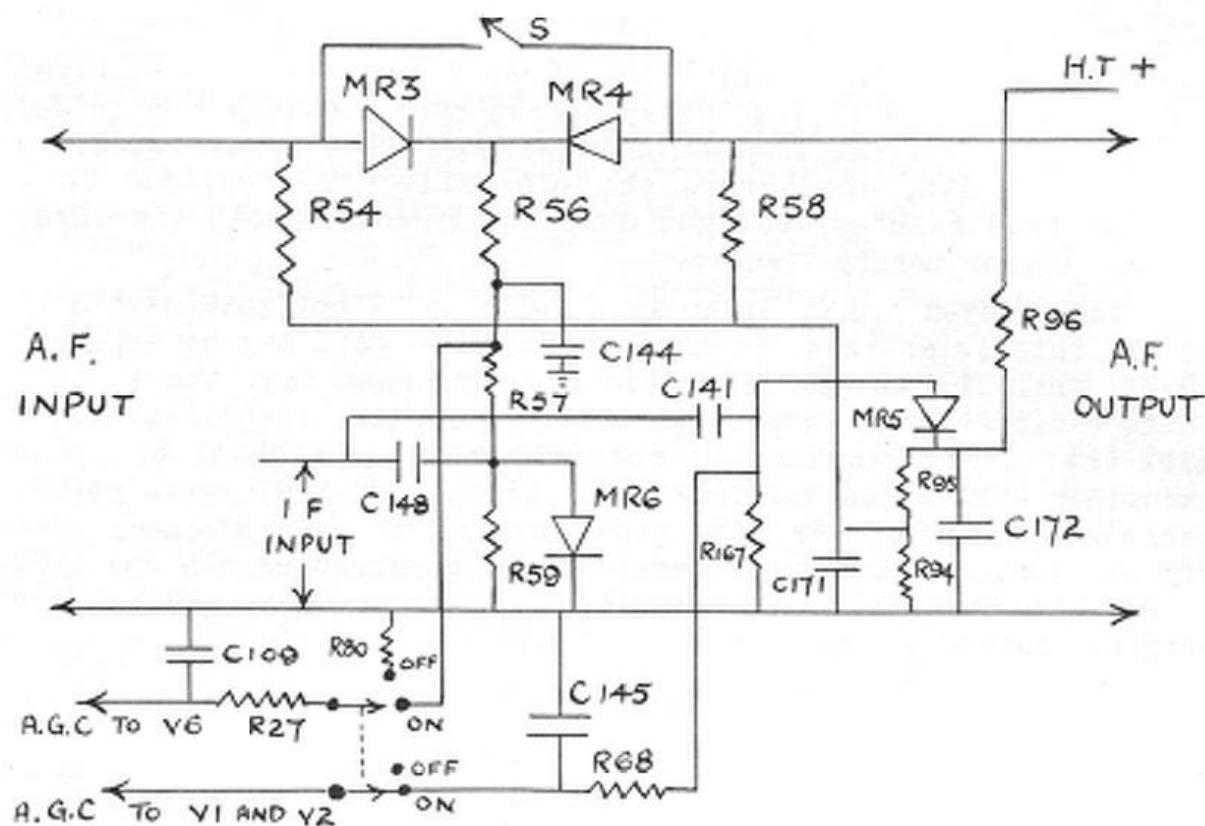 S
H.T +
MR3
MR4
R54
R56
R58
R96
A.F.
INPUT
C144
C141
A.F.
OUTPUT
R57
MR5
C148
MR6
R95
C172
I F
INPUT
R59
R167
C171
R94
C109
R80
OFF
C145
A.G.C TO V6
R27
ON
R68
OFF
A.G.C TO V1 AND V2
ON